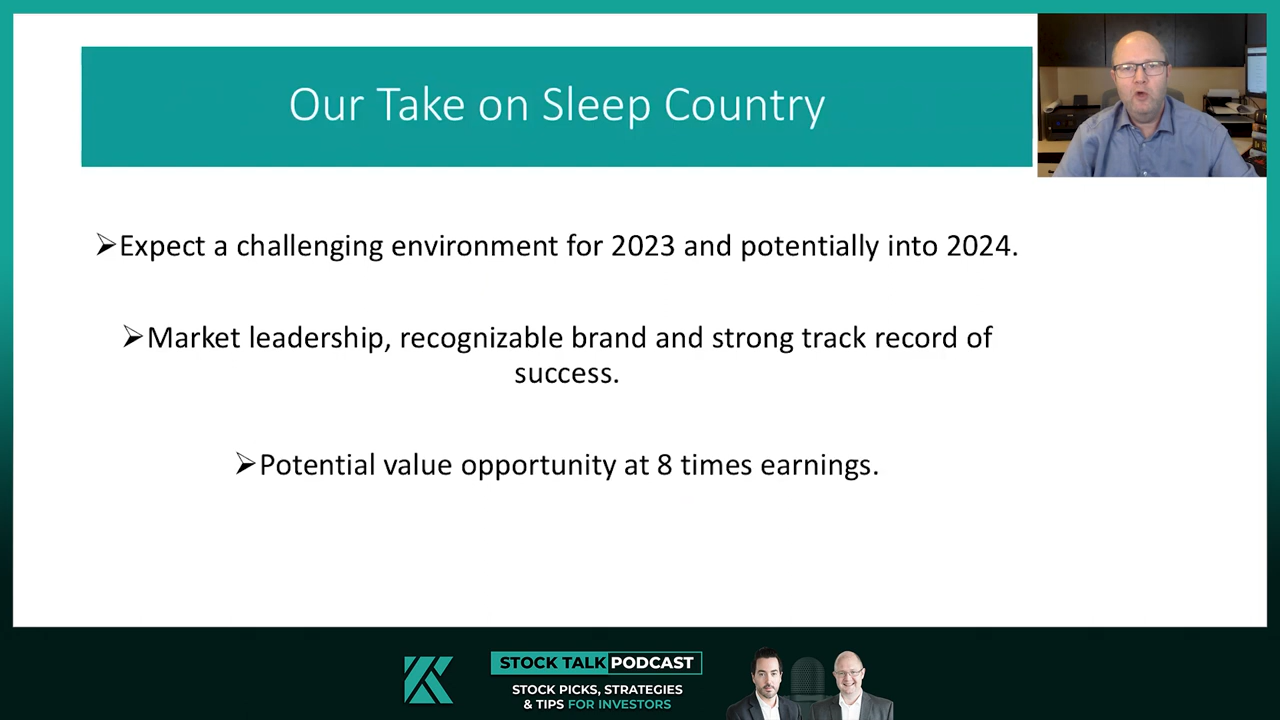 Our Take on Sleep Country
➢Expect a challenging environment for 2023 and potentially into 2024.
➢Market leadership, recognizable brand and strong track record of
success.
➢Potential value opportunity at 8 times earnings.
STOCK TALK PODCAST
STOCK PICKS, STRATEGIES
& TIPS FOR INVESTORS